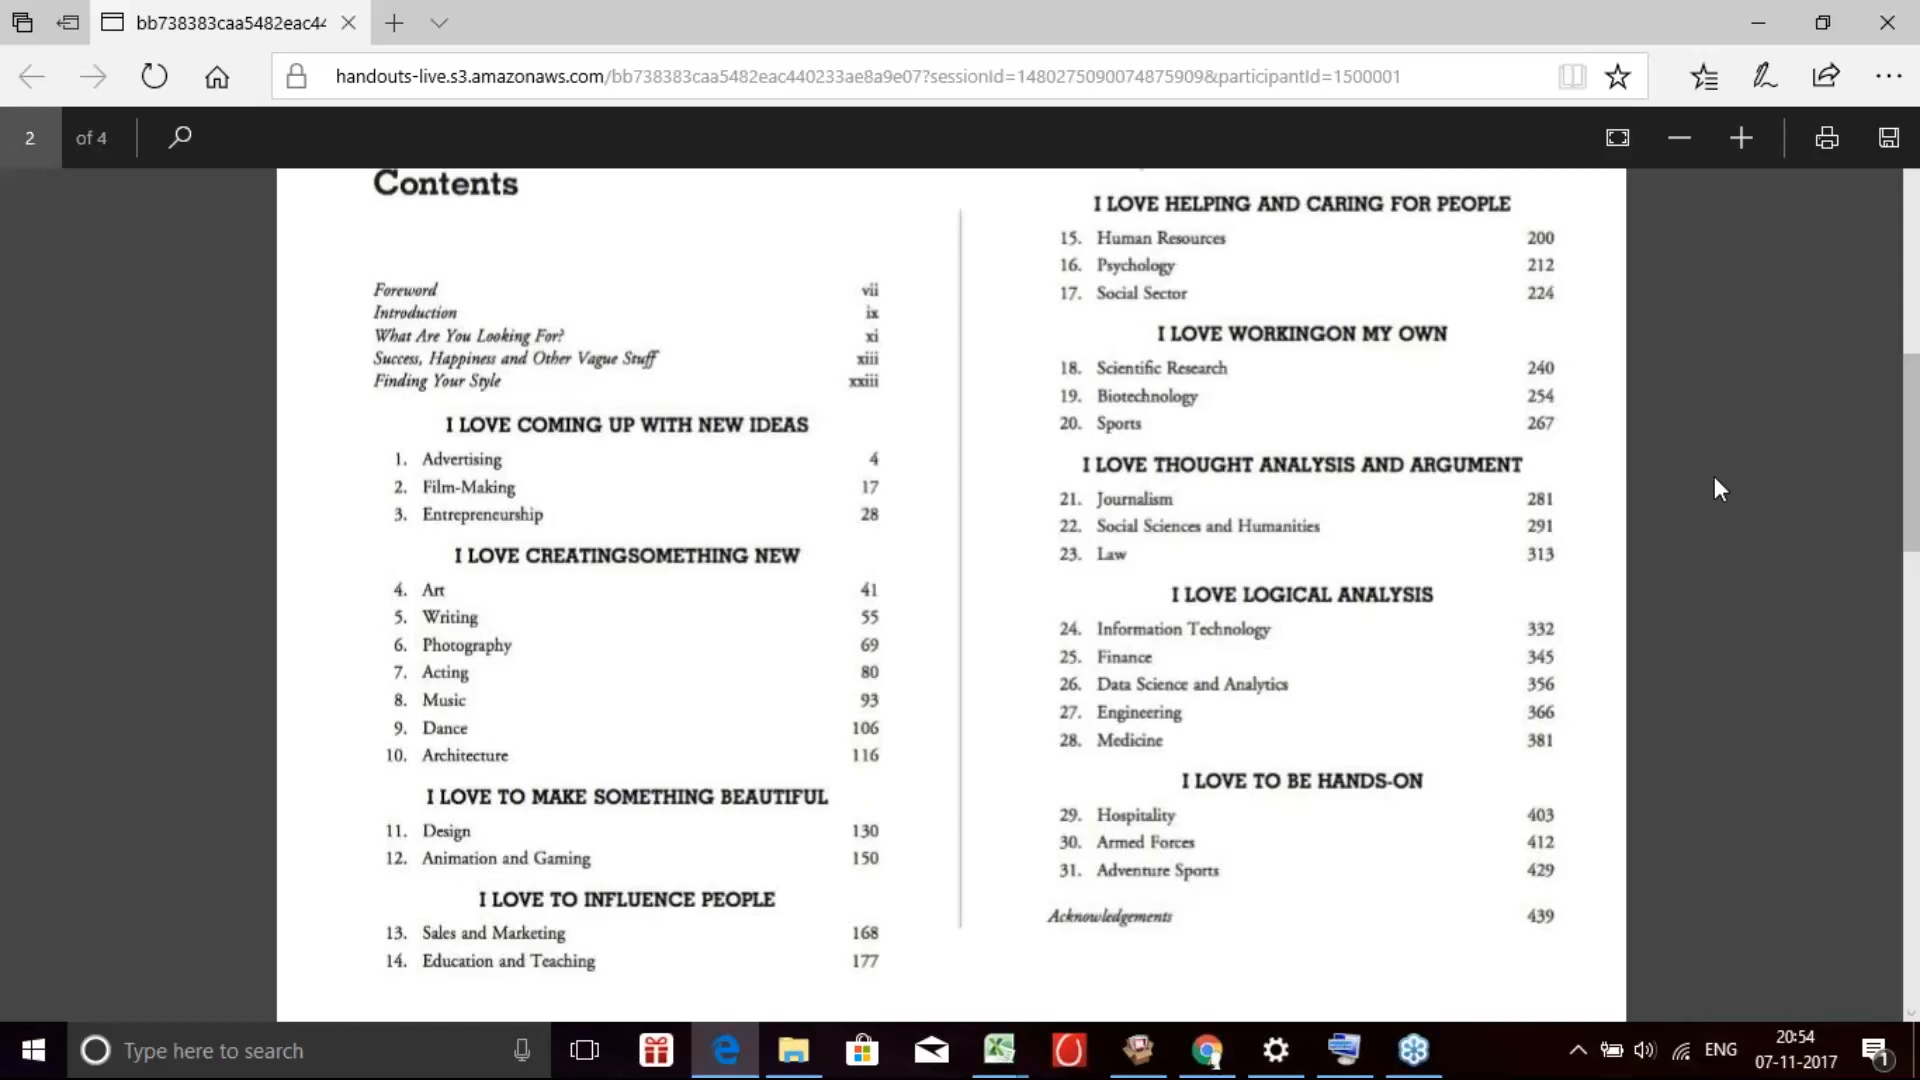 bb738383caa5482eac44
handouts-live.s3.amazonaws.com/bb738383caa5482eac440233ae8a9e07?sessionId=1480275090074875909&participantId=1500001
2 of 4
Contents
Foreword vii
Introduction ix
What Are You Looking For? xi
Success, Happiness and Other Vague Stuff xiii
Finding Your Style xxiii
I LOVE COMING UP WITH NEW IDEAS
1. Advertising 4
2. Film-Making 17
3. Entrepreneurship 28
I LOVE CREATINGSOMETHING NEW
4. Art 41
5. Writing 55
6. Photography 69
7. Acting 80
8. Music 93
9. Dance 106
10. Architecture 116
I LOVE TO MAKE SOMETHING BEAUTIFUL
11. Design 130
12. Animation and Gaming 150
I LOVE TO INFLUENCE PEOPLE
13. Sales and Marketing 168
14. Education and Teaching 177
I LOVE HELPING AND CARING FOR PEOPLE
15. Human Resources 200
16. Psychology 212
17. Social Sector 224
I LOVE WORKINGON MY OWN
18. Scientific Research 240
19. Biotechnology 254
20. Sports 267
I LOVE THOUGHT ANALYSIS AND ARGUMENT
21. Journalism 281
22. Social Sciences and Humanities 291
23. Law 313
I LOVE LOGICAL ANALYSIS
24. Information Technology 332
25. Finance 345
26. Data Science and Analytics 356
27. Engineering 366
28. Medicine 381
I LOVE TO BE HANDS-ON
29. Hospitality 403
30. Armed Forces 412
31. Adventure Sports 429
Acknowledgements 439
Type here to search
ENG
20:54
07-11-2017
1